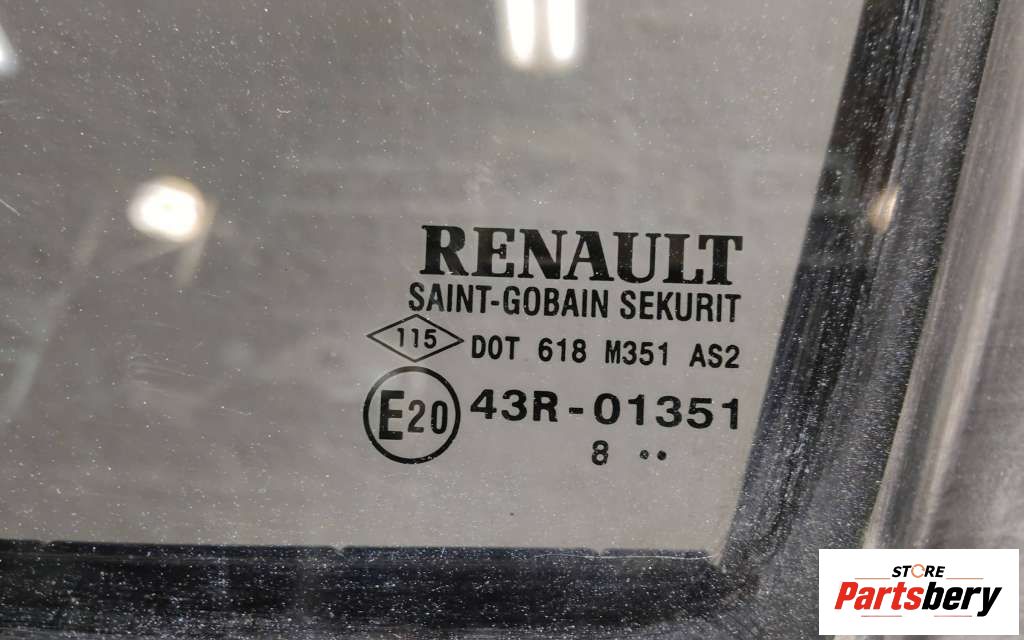 RENAULT
SAINT-GOBAIN SEKURIT
115 DOT 618 M351 AS2
E20 43R-01351
8 ..
STORE
Partsbery